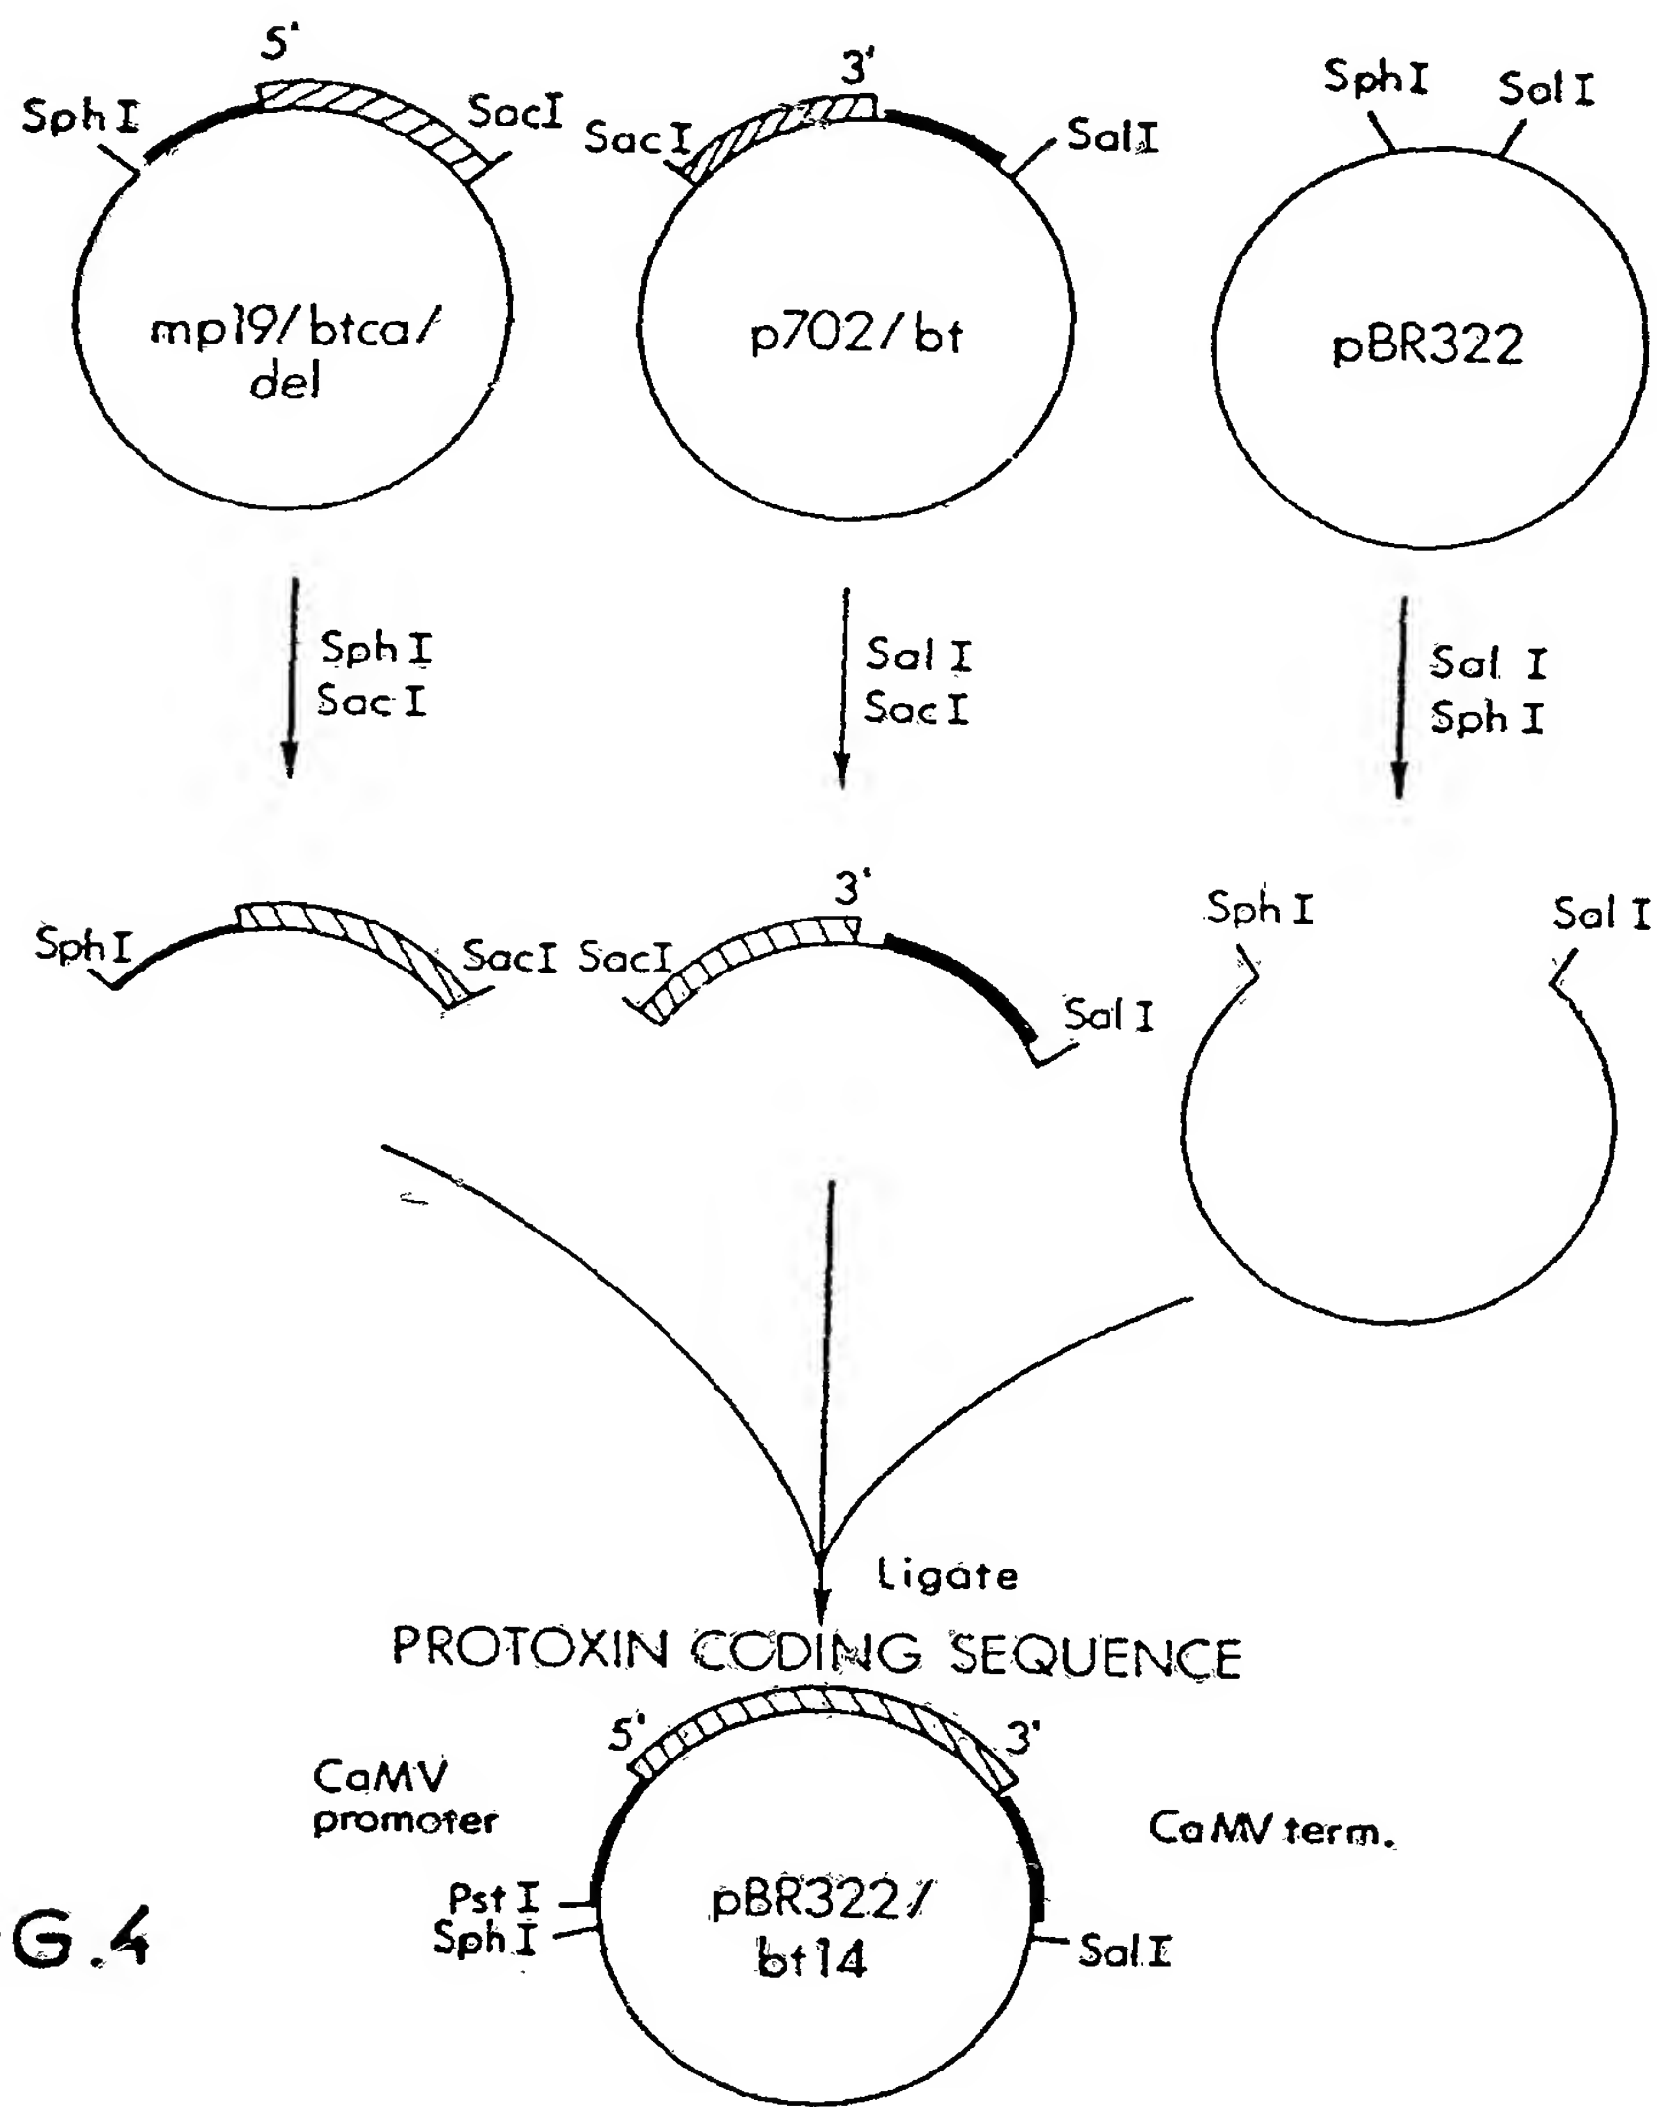 5'
3'
SphI
SacI
SacI
SalI
SphI
SalI
mp19/btca/
del
p702/bt
pBR322
SphI
SacI
SalI
SacI
SalI
SphI
3'
SphI
SacI
SacI
SalI
SphI
SalI
Ligate
PROTOXIN CODING SEQUENCE
5'
3'
CaMV
promoter
CaMV term.
PstI
SphI
pBR322/
bt14
SalI
G.4